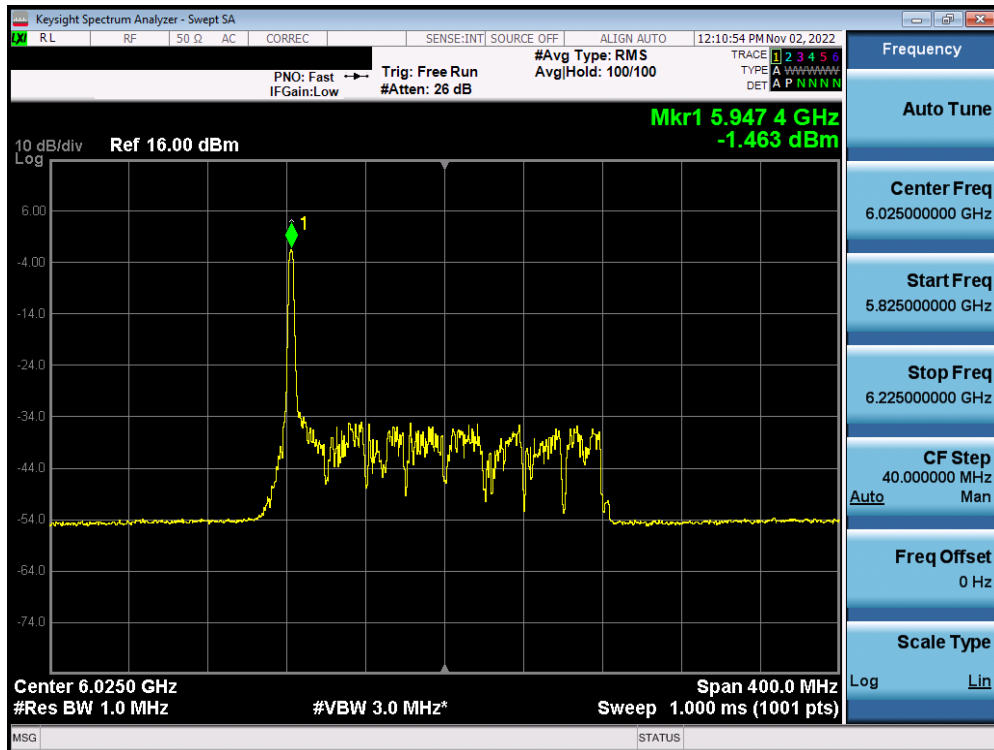 Keysight Spectrum Analyzer - Swept SA
LXI RL RF 50 Ω AC CORREC SENSE:INT SOURCE OFF ALIGN AUTO 12:10:54 PM Nov 02, 2022
PNO: Fast
IFGain:Low
Trig: Free Run
#Atten: 26 dB
#Avg Type: RMS
Avg|Hold: 100/100
TRACE 1 2 3 4 5 6
TYPE A WWWWW
DET A P N N N N
Mkr1 5.947 4 GHz
-1.463 dBm
10 dB/div Ref 16.00 dBm
Log
6.00
1
-4.00
-14.0
-24.0
-34.0
-44.0
-54.0
-64.0
-74.0
Center 6.0250 GHz Span 400.0 MHz
#Res BW 1.0 MHz #VBW 3.0 MHz* Sweep 1.000 ms (1001 pts)
MSG STATUS
Frequency
Auto Tune
Center Freq
6.025000000 GHz
Start Freq
5.825000000 GHz
Stop Freq
6.225000000 GHz
CF Step
40.000000 MHz
Auto Man
Freq Offset
0 Hz
Scale Type
Log Lin